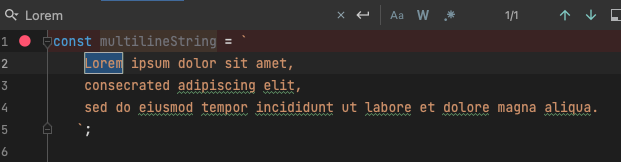 Lorem Aa W .* 1/1
1 const multilineString = `
2 Lorem ipsum dolor sit amet,
3 consecrated adipiscing elit,
4 sed do eiusmod tempor incididunt ut labore et dolore magna aliqua.
5 `;
6